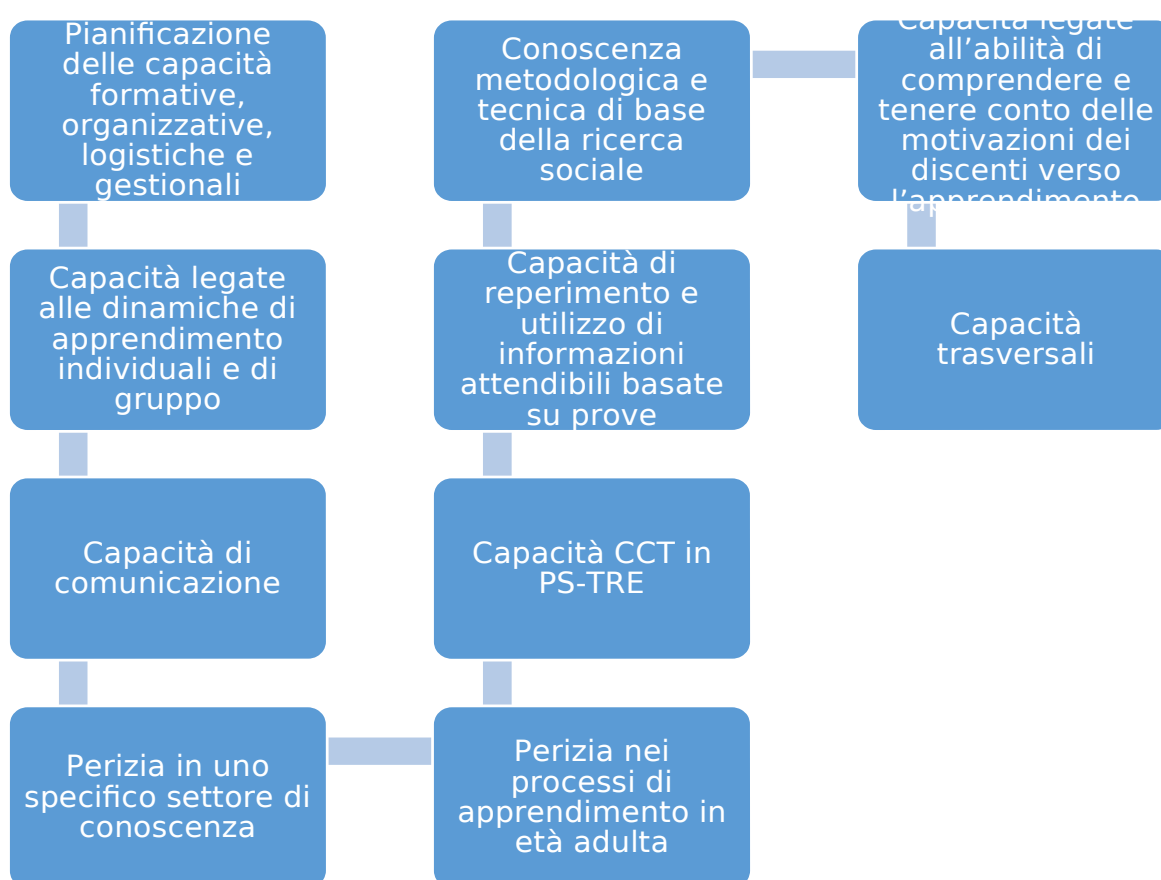 Pianificazione
delle capacità
formative,
organizzative,
logistiche e
gestionali
Capacità legate
alle dinamiche di
apprendimento
individuali e di
gruppo
Capacità di
comunicazione
Perizia in uno
specifico settore di
conoscenza
Perizia nei
processi di
apprendimento in
età adulta
Capacità CCT in
PS-TRE
Capacità di
reperimento e
utilizzo di
informazioni
attendibili basate
su prove
Conoscenza
metodologica e
tecnica di base
della ricerca
sociale
Capacità legate
all’abilità di
comprendere e
tenere conto delle
motivazioni dei
discenti verso
l’apprendimento
Capacità
trasversali